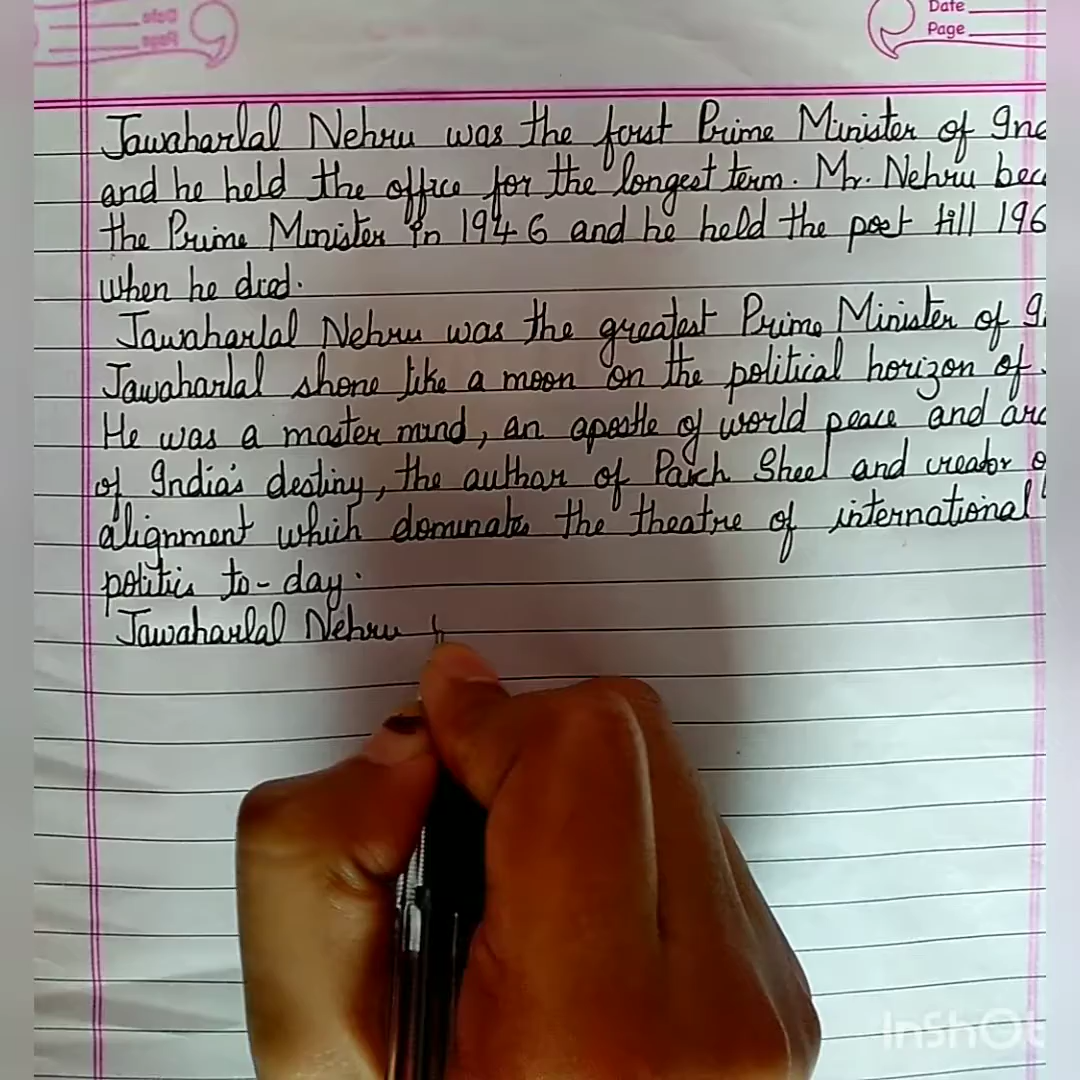 Date
Page
Jawaharlal Nehru was the first Prime Minister of Ind
and he held the office for the longest term. Mr. Nehru bec
the Prime Minister in 1946 and he held the post till 196
when he died.
Jawaharlal Nehru was the greatest Prime Minister of
Jawaharlal shone like a moon on the political horizon of
He was a master mind, an apostle of world peace and arc
of India's destiny, the author of Panch Sheel and creator o
alignment which dominates the theatre of international
politics to-day.
Jawaharlal Nehru
InShOt